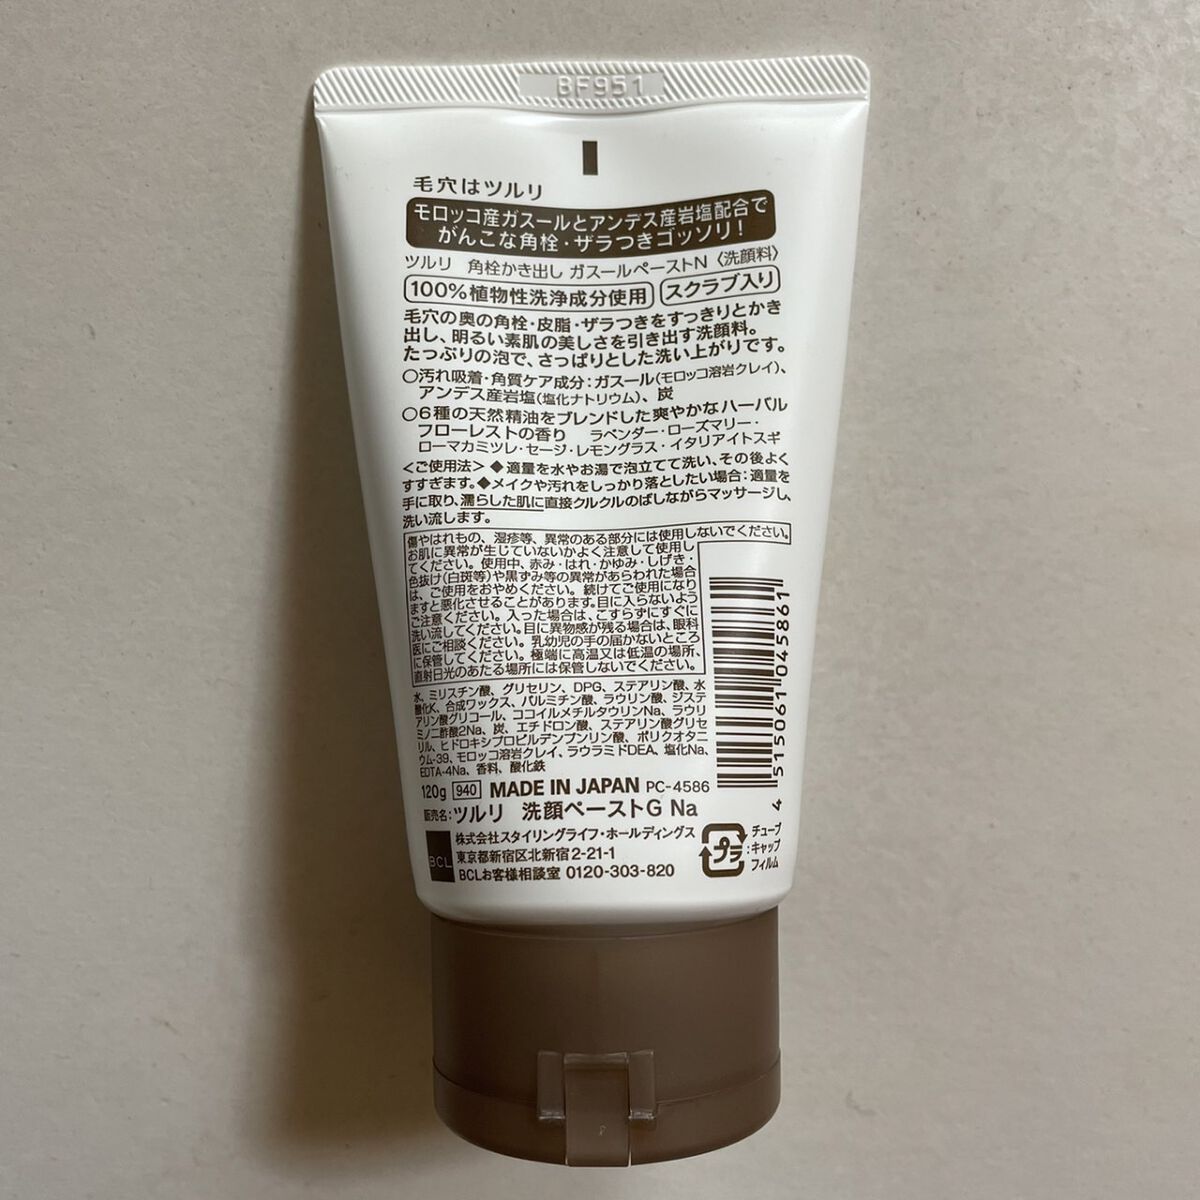 BF951
毛穴はツルリ
モロッコ産ガスールとアンデス産岩塩配合で
がんこな角栓・ザラつきゴッソリ!
ツルリ 角栓かき出し ガスールペーストN 〈洗顔料〉
100%植物性洗浄成分使用 スクラブ入り
毛穴の奥の角栓・皮脂・ザラつきをすっきりとかき
出し、明るい素肌の美しさを引き出す洗顔料。
たっぷりの泡で、さっぱりとした洗い上がりです。
○汚れ吸着・角質ケア成分:ガスール(モロッコ溶岩クレイ)、
アンデス産岩塩(塩化ナトリウム)、炭
○6種の天然精油をブレンドした爽やかなハーバル
フローレストの香り ラベンダー・ローズマリー・
ローマカミツレ・セージ・レモングラス・イタリアイトスギ
<ご使用法>◆適量を水やお湯で泡立てて洗い、その後よく
すすぎます。◆メイクや汚れをしっかり落としたい場合:適量を
手に取り、濡らした肌に直接クルクルのばしながらマッサージし、
洗い流します。
傷やはれもの、湿疹等、異常のある部分には使用しないでください。
お肌に異常が生じていないかよく注意して使用し
てください。使用中、赤み・はれ・かゆみ・しげき・
色抜け(白斑等)や黒ずみ等の異常があらわれた場合
は、ご使用をおやめください。続けてご使用になり
ますと悪化させることがあります。目に入らないよう
ご注意ください。入った場合は、こすらずにすぐに
洗い流してください。目に異物感が残る場合は、眼科
医にご相談ください。乳幼児の手の届かないところ
に保管してください。極端に高温又は低温の場所、
直射日光のあたる場所には保管しないでください。
水、ミリスチン酸、グリセリン、DPG、ステアリン酸、水
酸化K、合成ワックス、パルミチン酸、ラウリン酸、ジステ
アリン酸グリコール、ココイルメチルタウリンNa、ラウリ
ミノ二酢酸2Na、炭、エチドロン酸、ステアリン酸グリセ
リル、ヒドロキシプロピルデンプンリン酸、ポリクオタニ
ウム-39、モロッコ溶岩クレイ、ラウラミドDEA、塩化Na、
EDTA-4Na、香料、酸化鉄
120g 940 MADE IN JAPAN PC-4586
販売名:ツルリ 洗顔ペーストG Na
BCL
株式会社スタイリングライフ・ホールディングス
東京都新宿区北新宿2-21-1
BCLお客様相談室 0120-303-820
プラ
チューブ
:キャップ
フィルム
4 515061 045861